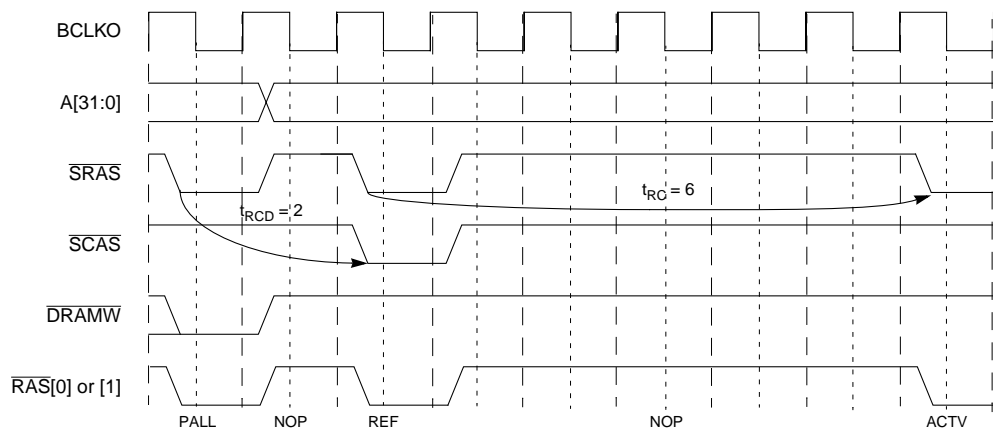 BCLKO
A[31:0]
SRAS
tRC = 6
tRCD = 2
SCAS
DRAMW
RAS[0] or [1]
PALL NOP REF NOP ACTV